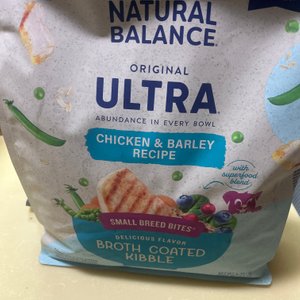 NATURAL
BALANCE®
ORIGINAL
ULTRA
ABUNDANCE IN EVERY BOWL
CHICKEN & BARLEY
RECIPE
with
superfood
blend
SMALL BREED BITES®
DELICIOUS FLAVOR
BROTH COATED
KIBBLE